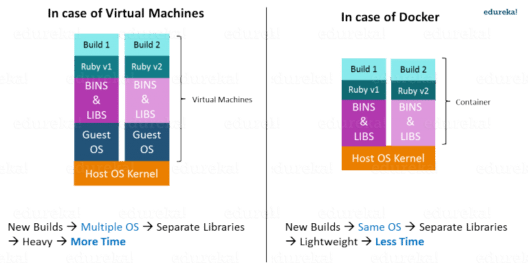 In case of Virtual Machines
Build 1
Build 2
Ruby v1
Ruby v2
BINS
&
LIBS
BINS
&
LIBS
Guest
OS
Guest
OS
Host OS Kernel
Virtual Machines
New Builds → Multiple OS → Separate Libraries
→ Heavy → More Time
edureka!
In case of Docker
Build 1
Build 2
Ruby v1
Ruby v2
BINS
&
LIBS
BINS
&
LIBS
Host OS Kernel
Container
New Builds → Same OS → Separate Libraries
→ Lightweight → Less Time